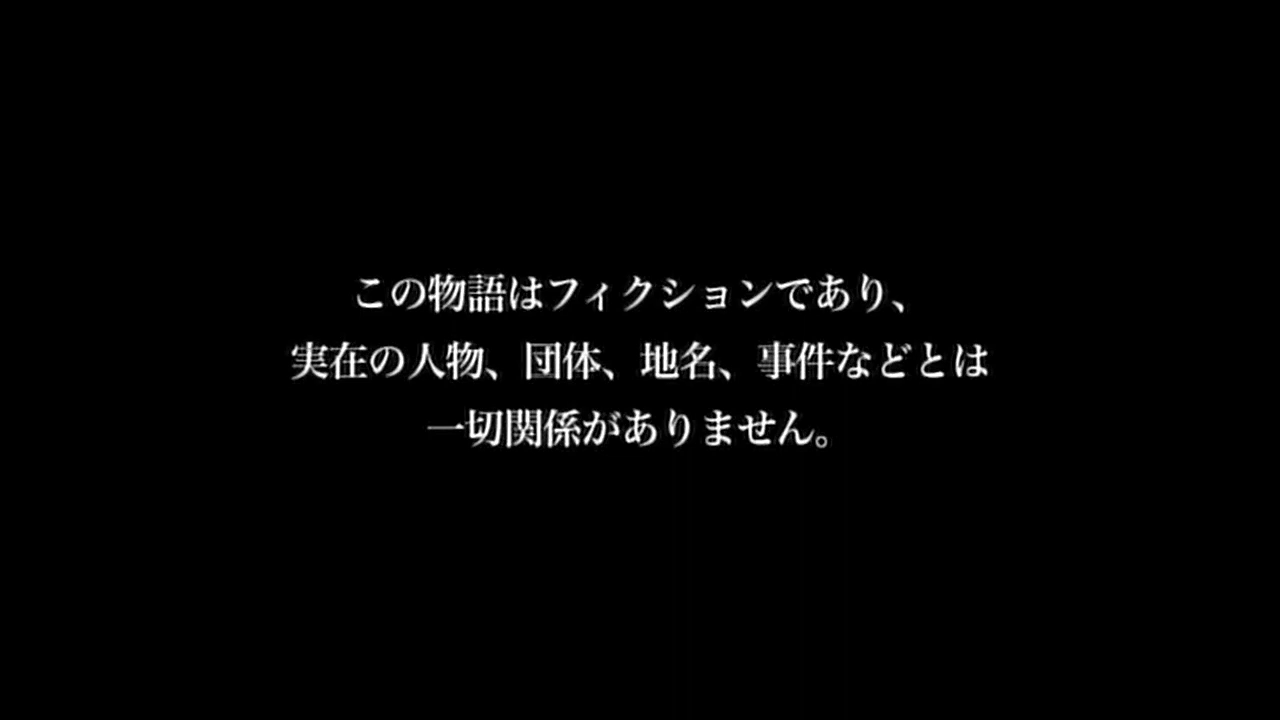 この物語はフィクションであり、
実在の人物、団体、地名、事件などとは
一切関係がありません。